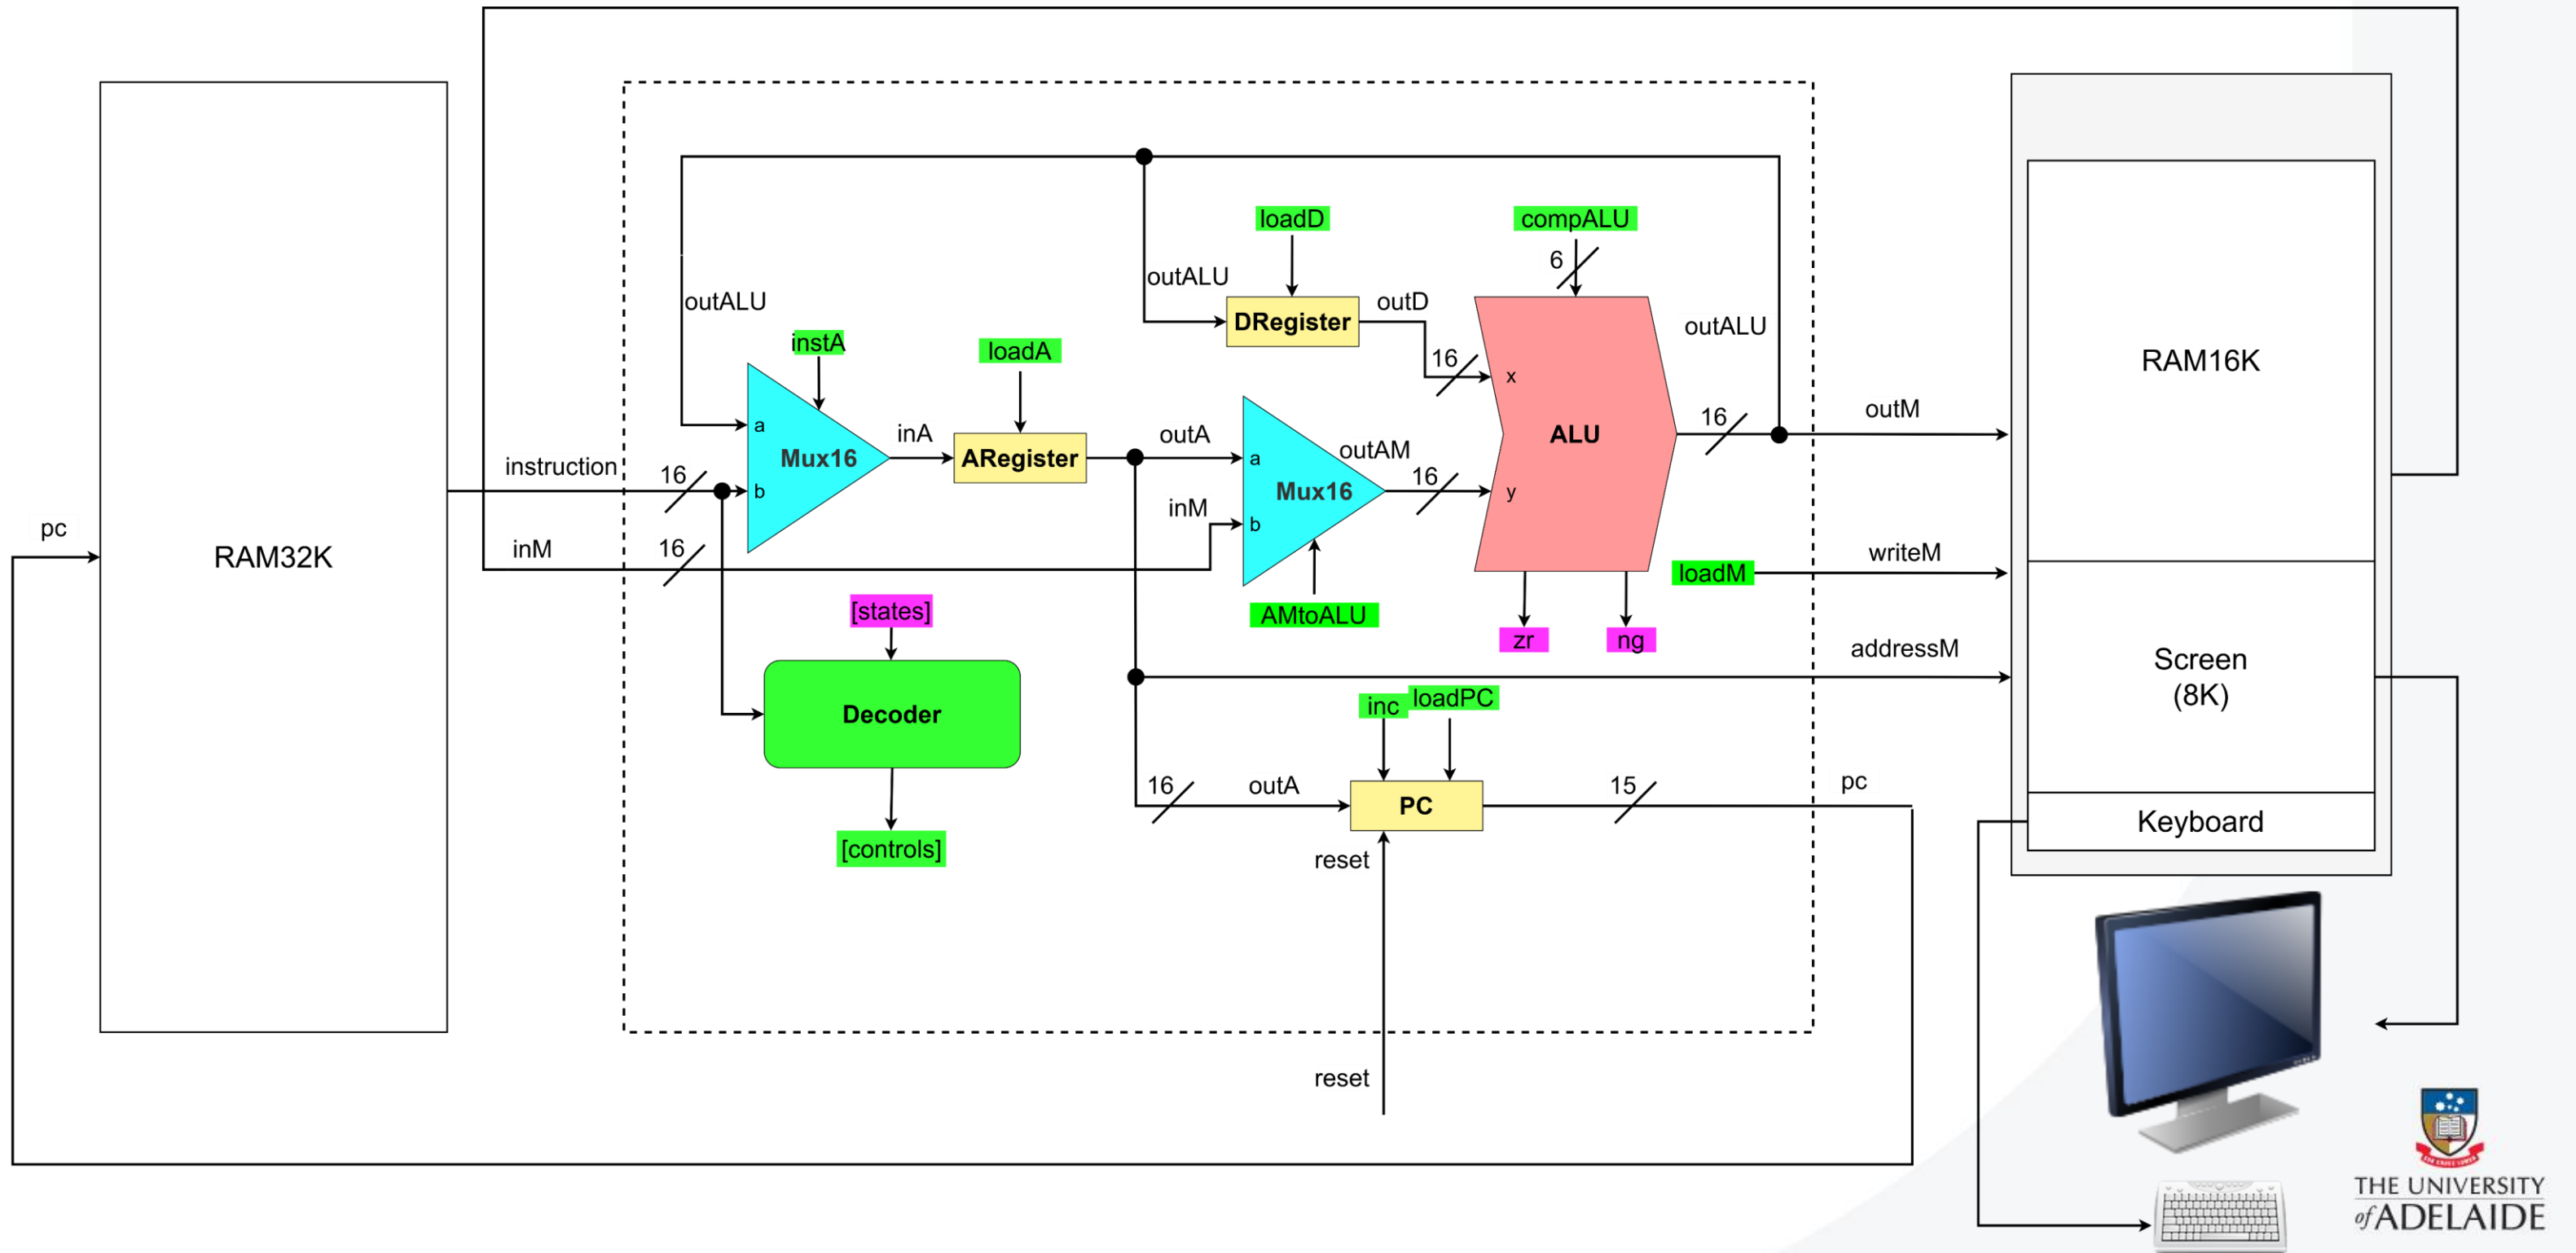 loadD
compALU
6
outALU
outALU
outALU
instA
loadA
DRegister
outD
16
x
RAM16K
a
Mux16
b
inA
ARegister
outA
a
Mux16
b
outAM
16
y
ALU
16
outM
instruction
16
inM
pc
RAM32K
inM
16
loadM
writeM
[states]
AMtoALU
zr
ng
addressM
Screen
(8K)
Decoder
inc
loadPC
16
outA
PC
15
pc
Keyboard
[controls]
reset
reset
THE UNIVERSITY
of ADELAIDE